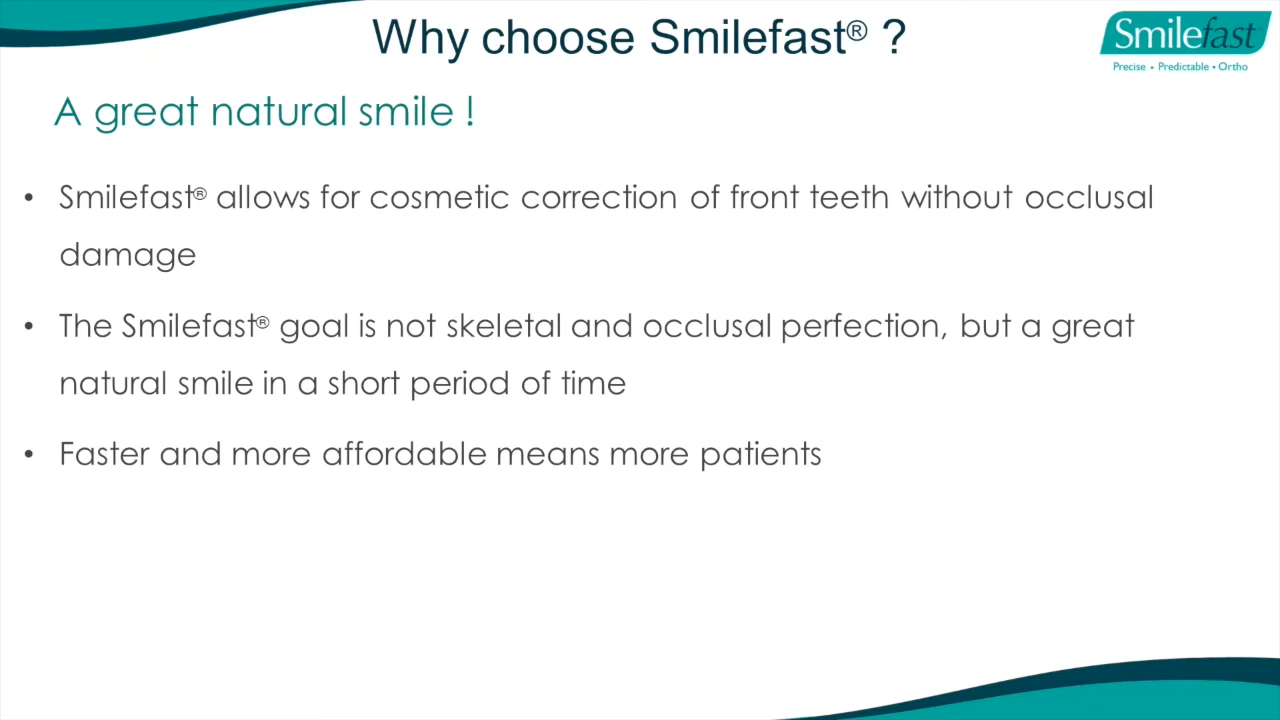 Why choose Smilefast® ?
Smilefast
Precise • Predictable • Ortho
A great natural smile !
• Smilefast® allows for cosmetic correction of front teeth without occlusal
damage
• The Smilefast® goal is not skeletal and occlusal perfection, but a great
natural smile in a short period of time
• Faster and more affordable means more patients